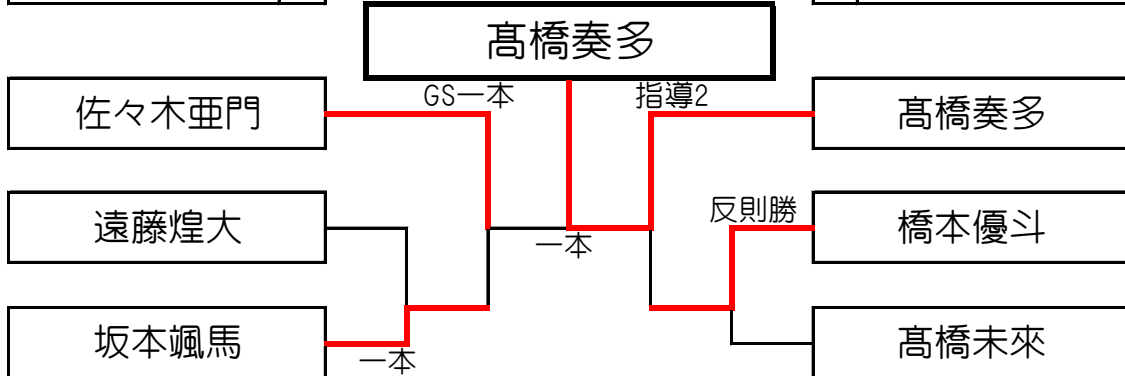 髙橋奏多
GS一本
指導2
佐々木亜門
髙橋奏多
遠藤煌大
反則勝
橋本優斗
一本
坂本颯馬
一本
髙橋未來